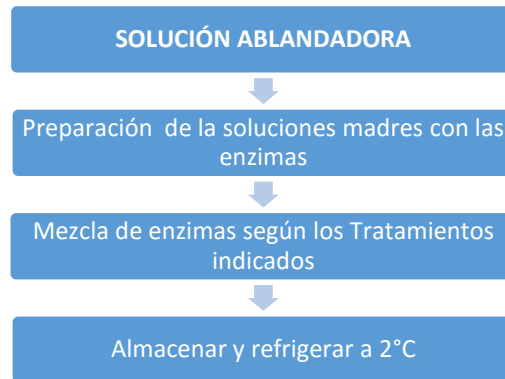 SOLUCIÓN ABLANDADORA
Preparación de la soluciones madres con las
enzimas
Mezcla de enzimas según los Tratamientos
indicados
Almacenar y refrigerar a 2°C